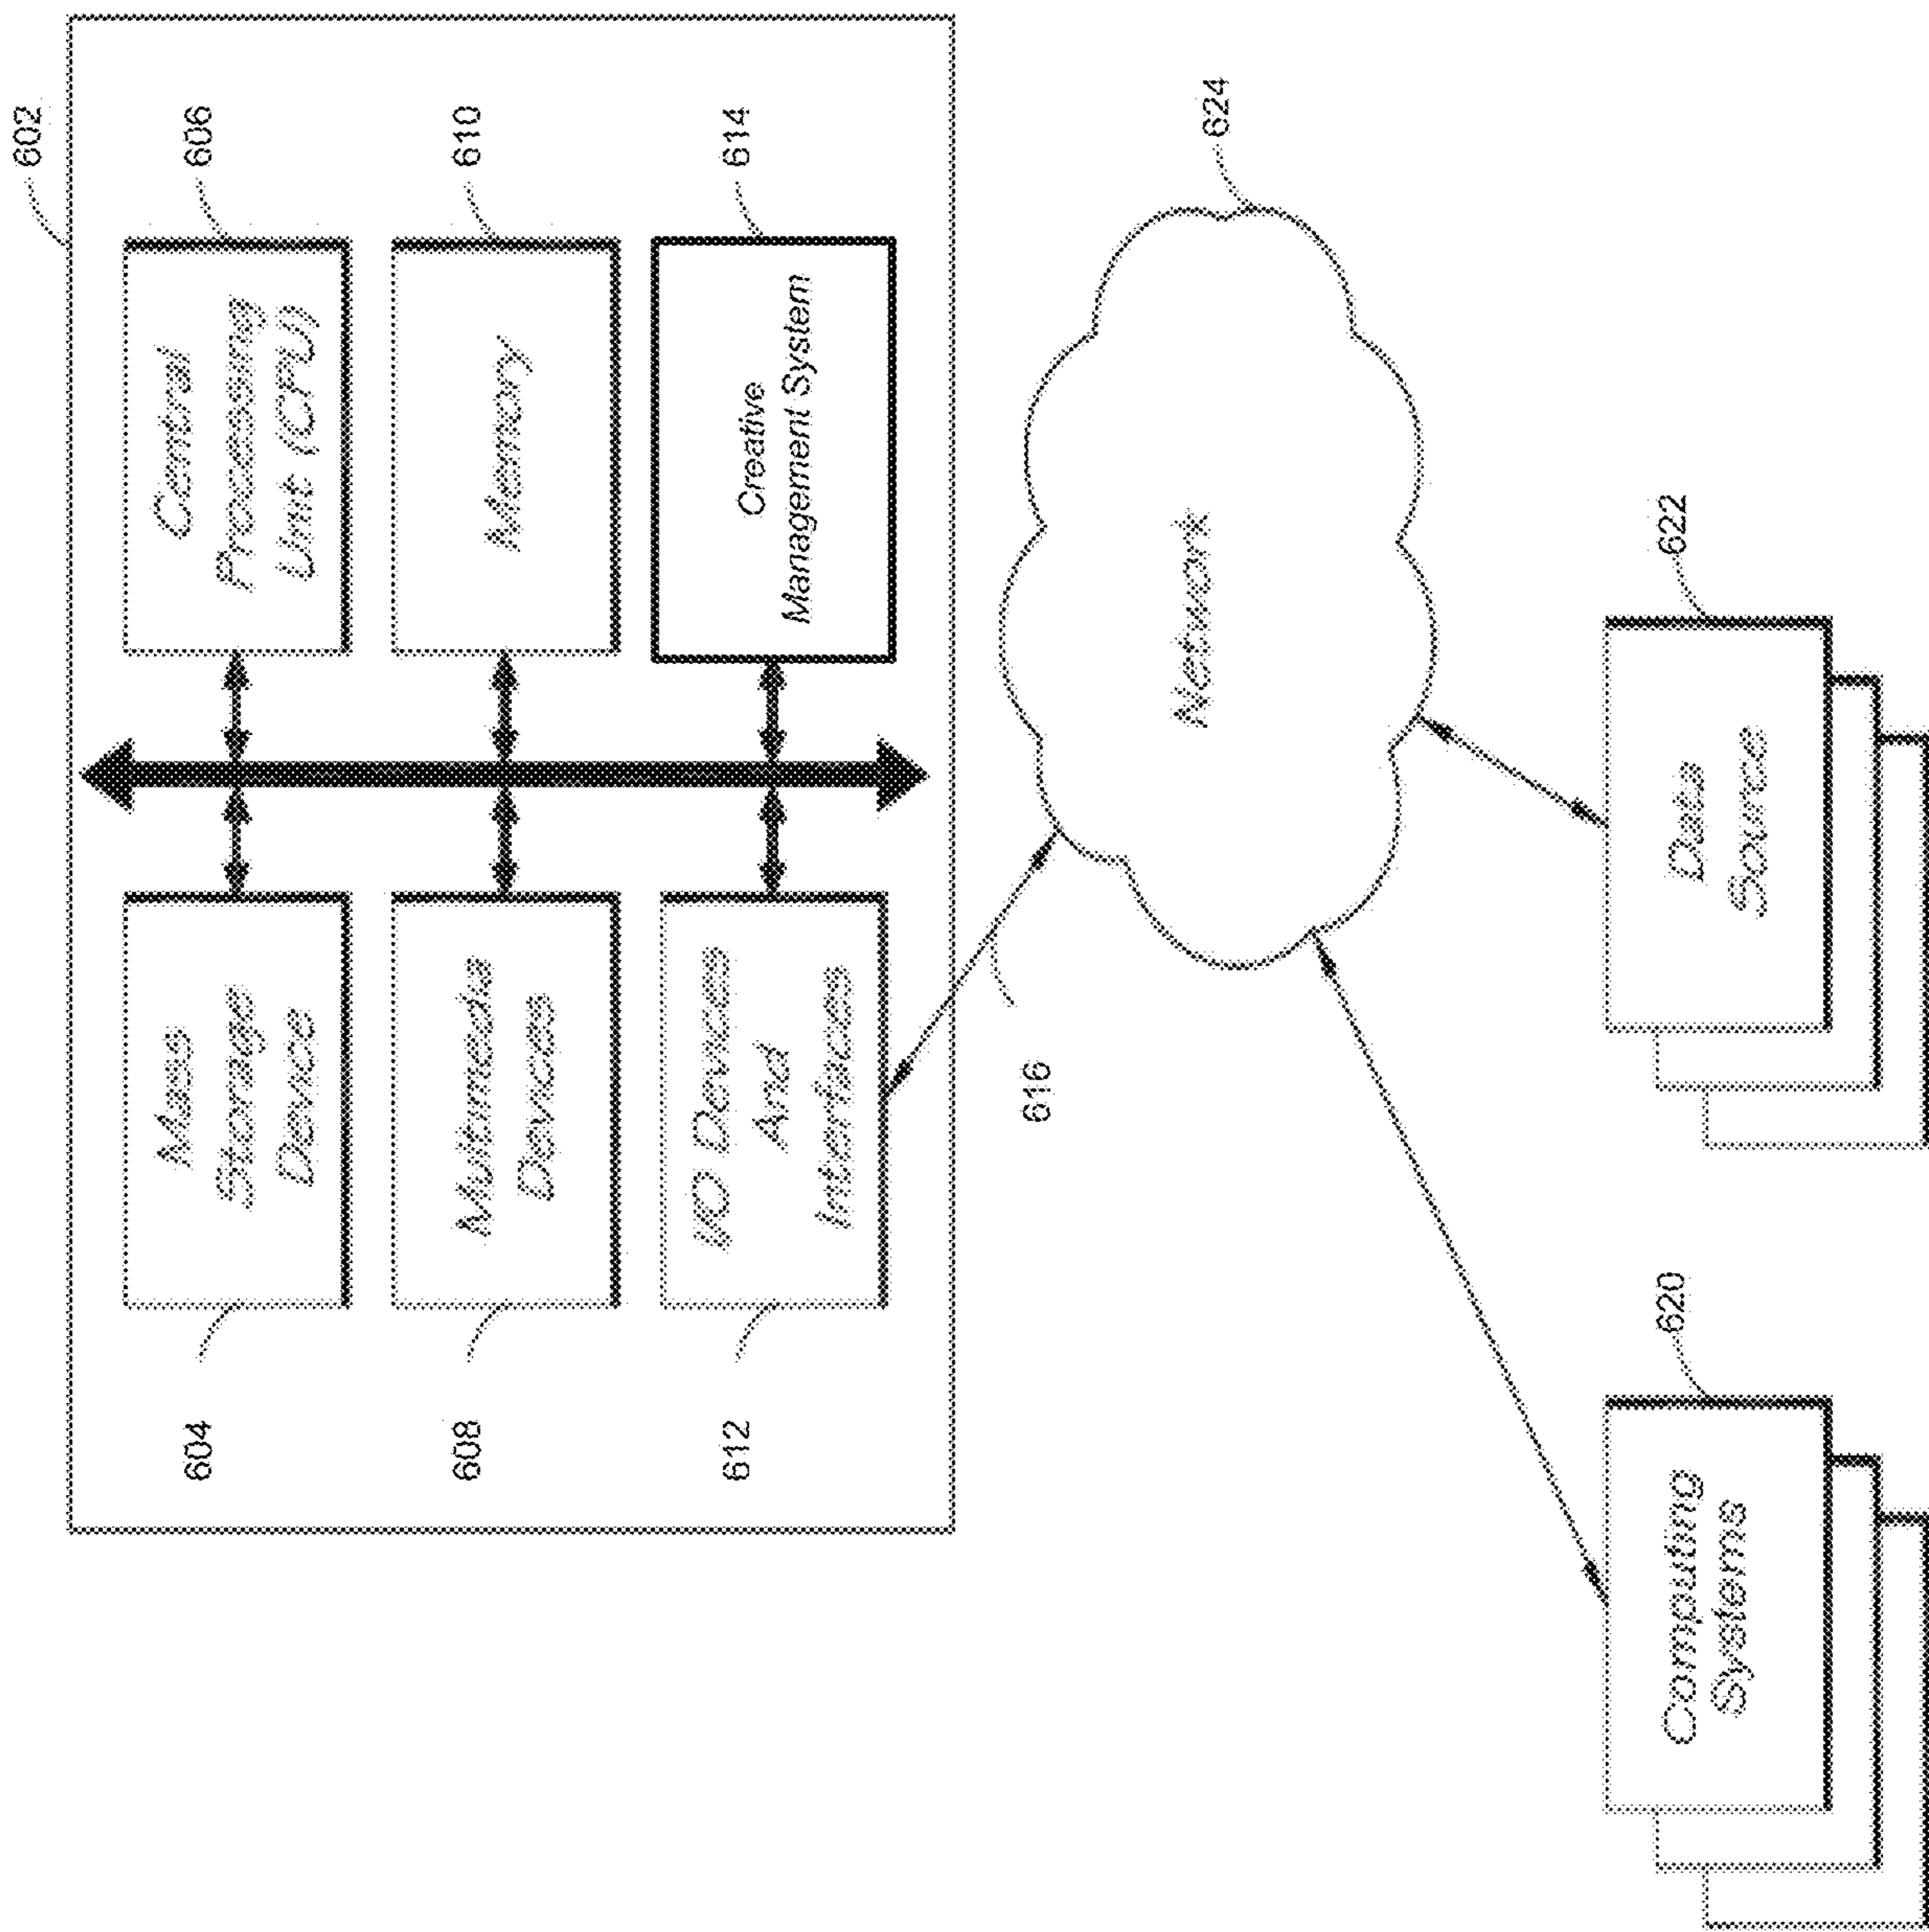 602
604
Mass
Storage
Device
Central
Processing
Unit (CPU)
606
608
Multimedia
Devices
Memory
610
612
I/O Devices
And
Interfaces
Creative
Management System
614
616
Network
624
Computing
Systems
620
Data
Source
622